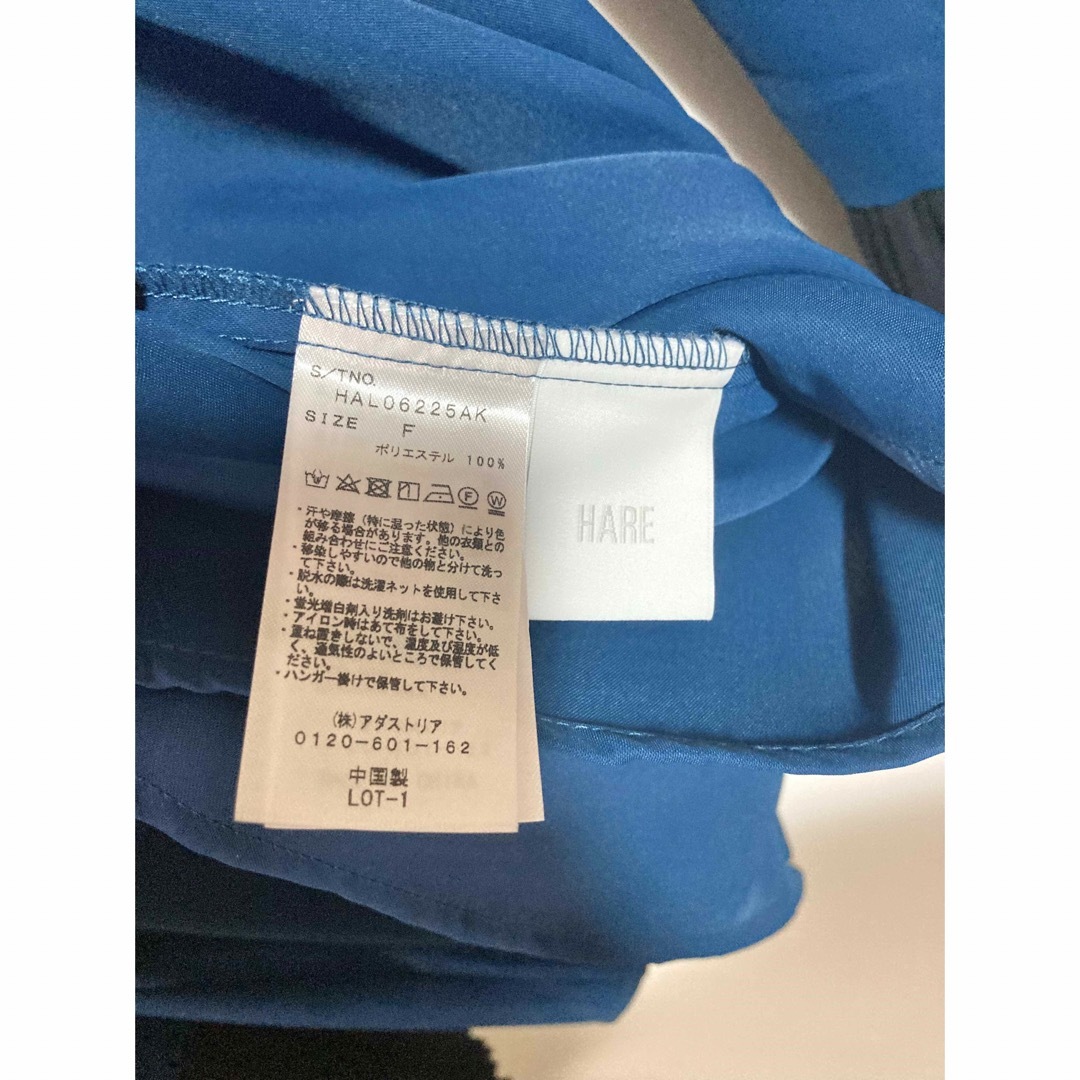 S/TNO.
HAL06225AK
SIZE F
ポリエステル 100%
F W
・汗や摩擦（特に湿った状態）により色
が移る場合があります。他の衣類との
組み合わせにご注意ください。
・移染しやすいので他の物と分けて洗っ
て下さい。
・脱水の際は洗濯ネットを使用して下さ
い。
・蛍光増白剤入り洗剤はお避け下さい。
・アイロン時はあて布をして下さい。
・重ね置きしないで、温度及び湿度が低
く、通気性のよいところで保管してく
ださい。
・ハンガー掛けで保管して下さい。
(株)アダストリア
0120-601-162
中国製
LOT-1
HARE